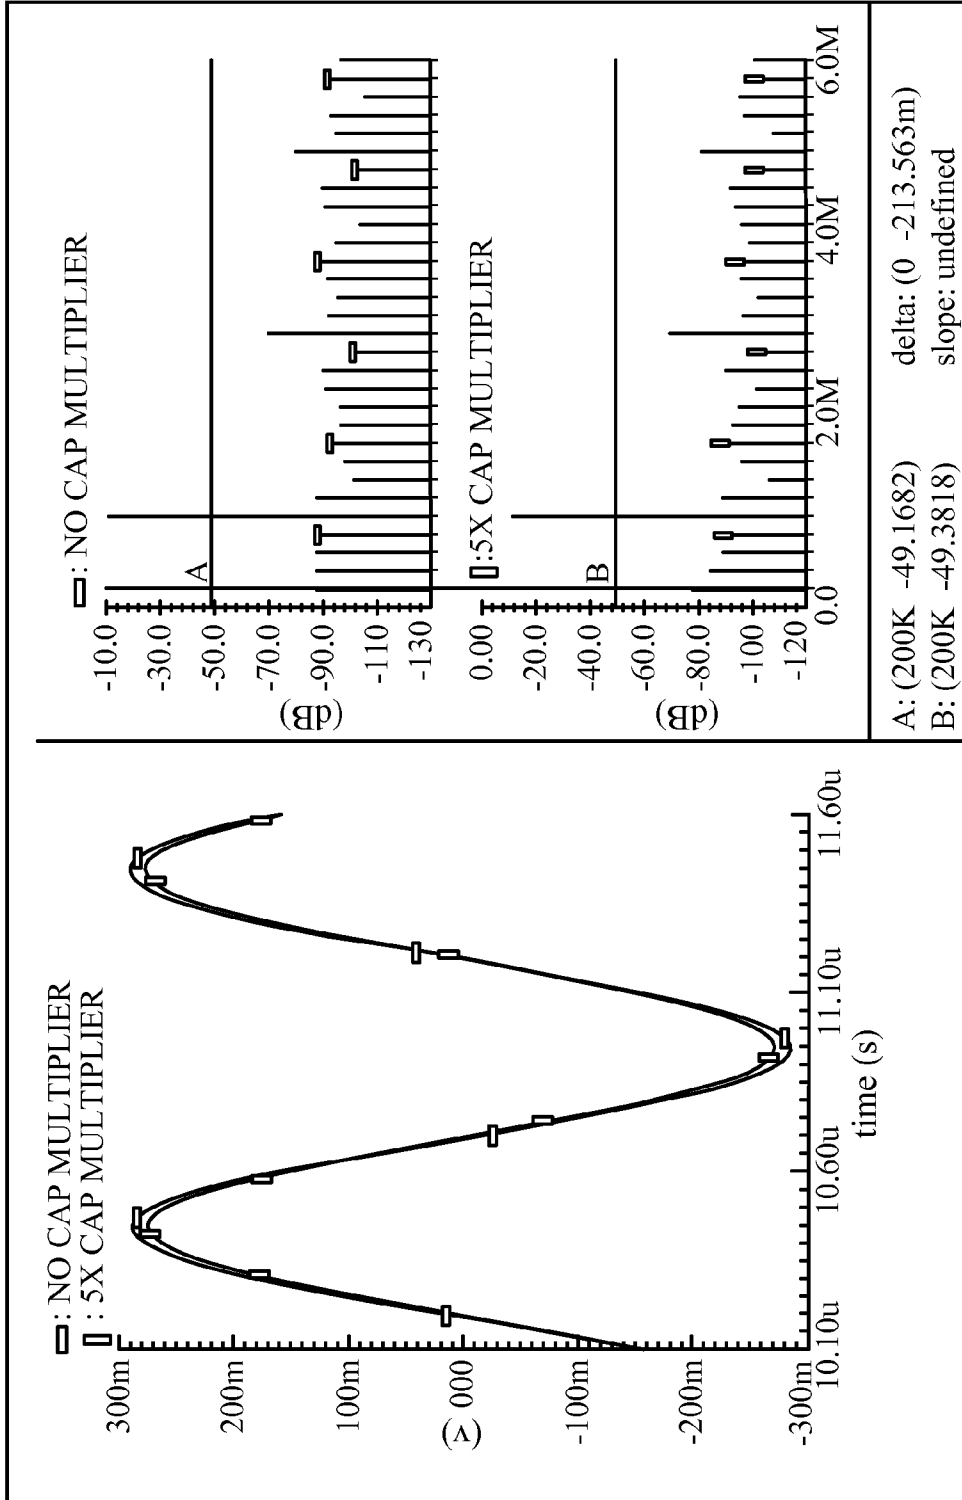 : NO CAP MULTIPLIER
: 5X CAP MULTIPLIER
300m
200m
100m
000
-100m
-200m
-300m
(v)
10.10u
10.60u
11.10u
11.60u
time (s)
: NO CAP MULTIPLIER
-10.0
-30.0
-50.0
-70.0
-90.0
-110
-130
(dB)
A
:5X CAP MULTIPLIER
0.00
-20.0
-40.0
-60.0
-80.0
-100
-120
(dB)
B
0.0
2.0M
4.0M
6.0M
A: (200K -49.1682) delta: (0 -213.563m)
B: (200K -49.3818) slope: undefined